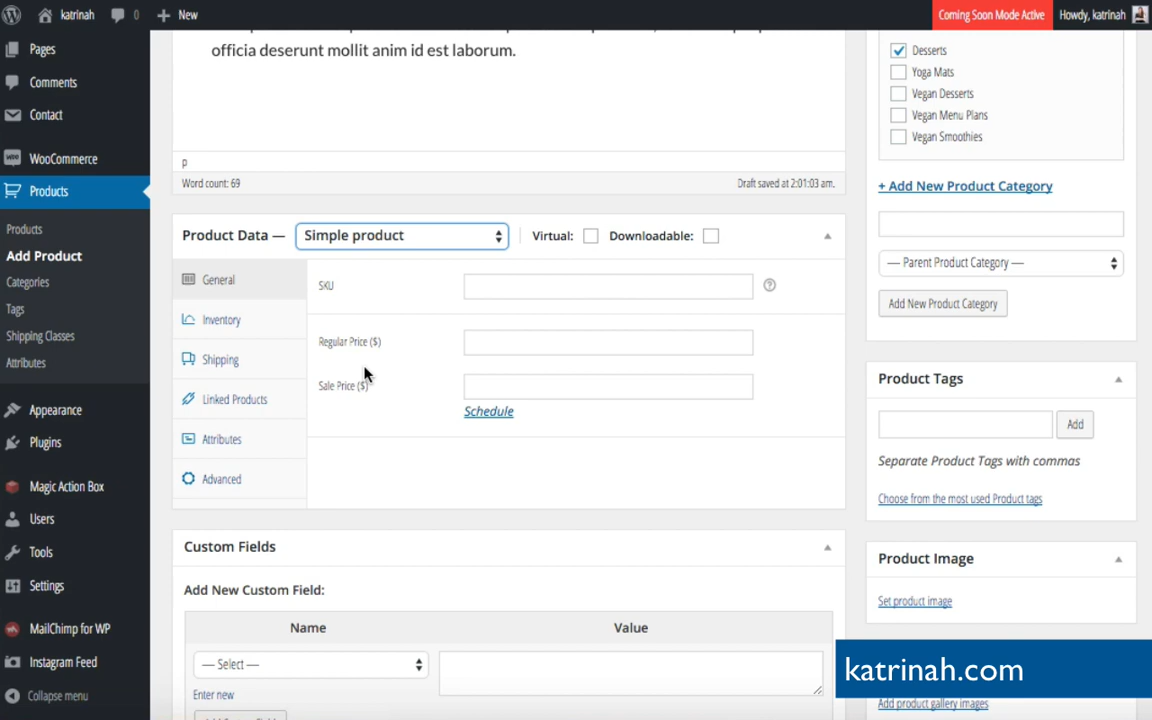 katrinah
0
New
Coming Soon Mode Active
Howdy, katrinah
Pages
Comments
Contact
WooCommerce
Products
Products
Add Product
Categories
Tags
Shipping Classes
Attributes
Appearance
Plugins
Magic Action Box
Users
Tools
Settings
MailChimp for WP
Instagram Feed
Collapse menu
officia deserunt mollit anim id est laborum.
p
Word count: 69
Draft saved at 2:01:03 am.
Product Data —
Simple product
Virtual:
Downloadable:
General
Inventory
Shipping
Linked Products
Attributes
Advanced
SKU
Regular Price ($)
Sale Price ($)
Schedule
Custom Fields
Add New Custom Field:
Name
Value
— Select —
Enter new
Desserts
Yoga Mats
Vegan Desserts
Vegan Menu Plans
Vegan Smoothies
+ Add New Product Category
— Parent Product Category —
Add New Product Category
Product Tags
Add
Separate Product Tags with commas
Choose from the most used Product tags
Product Image
Set product image
katrinah.com
Add product gallery images